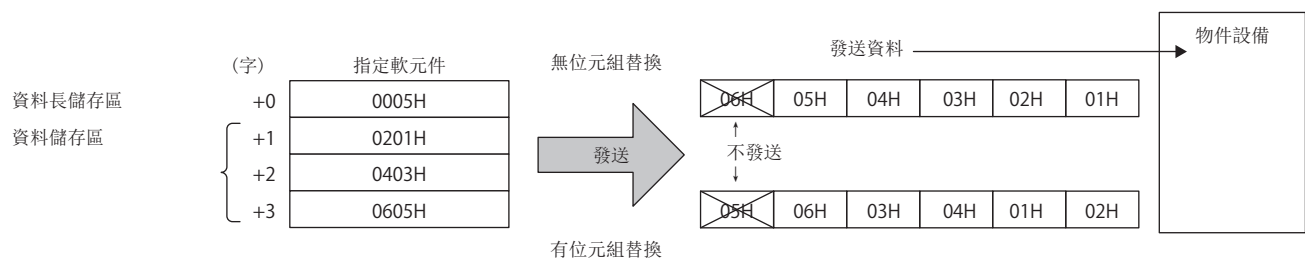 物件設備
發送資料
(字) 指定軟元件 無位元組替換
資料長儲存區 +0 0005H 06H 05H 04H 03H 02H 01H
資料儲存區 +1 0201H
發送 不發送
+2 0403H
+3 0605H 05H 06H 03H 04H 01H 02H
有位元組替換